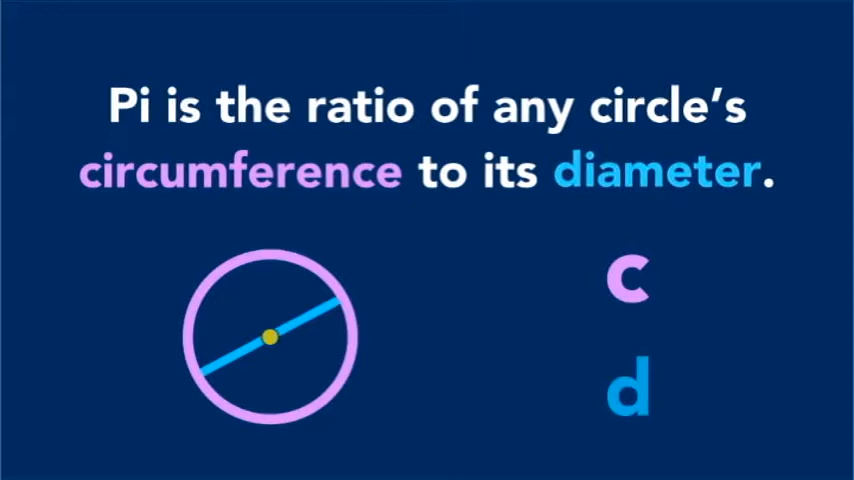 Pi is the ratio of any circle’s
circumference to its diameter.
c
d